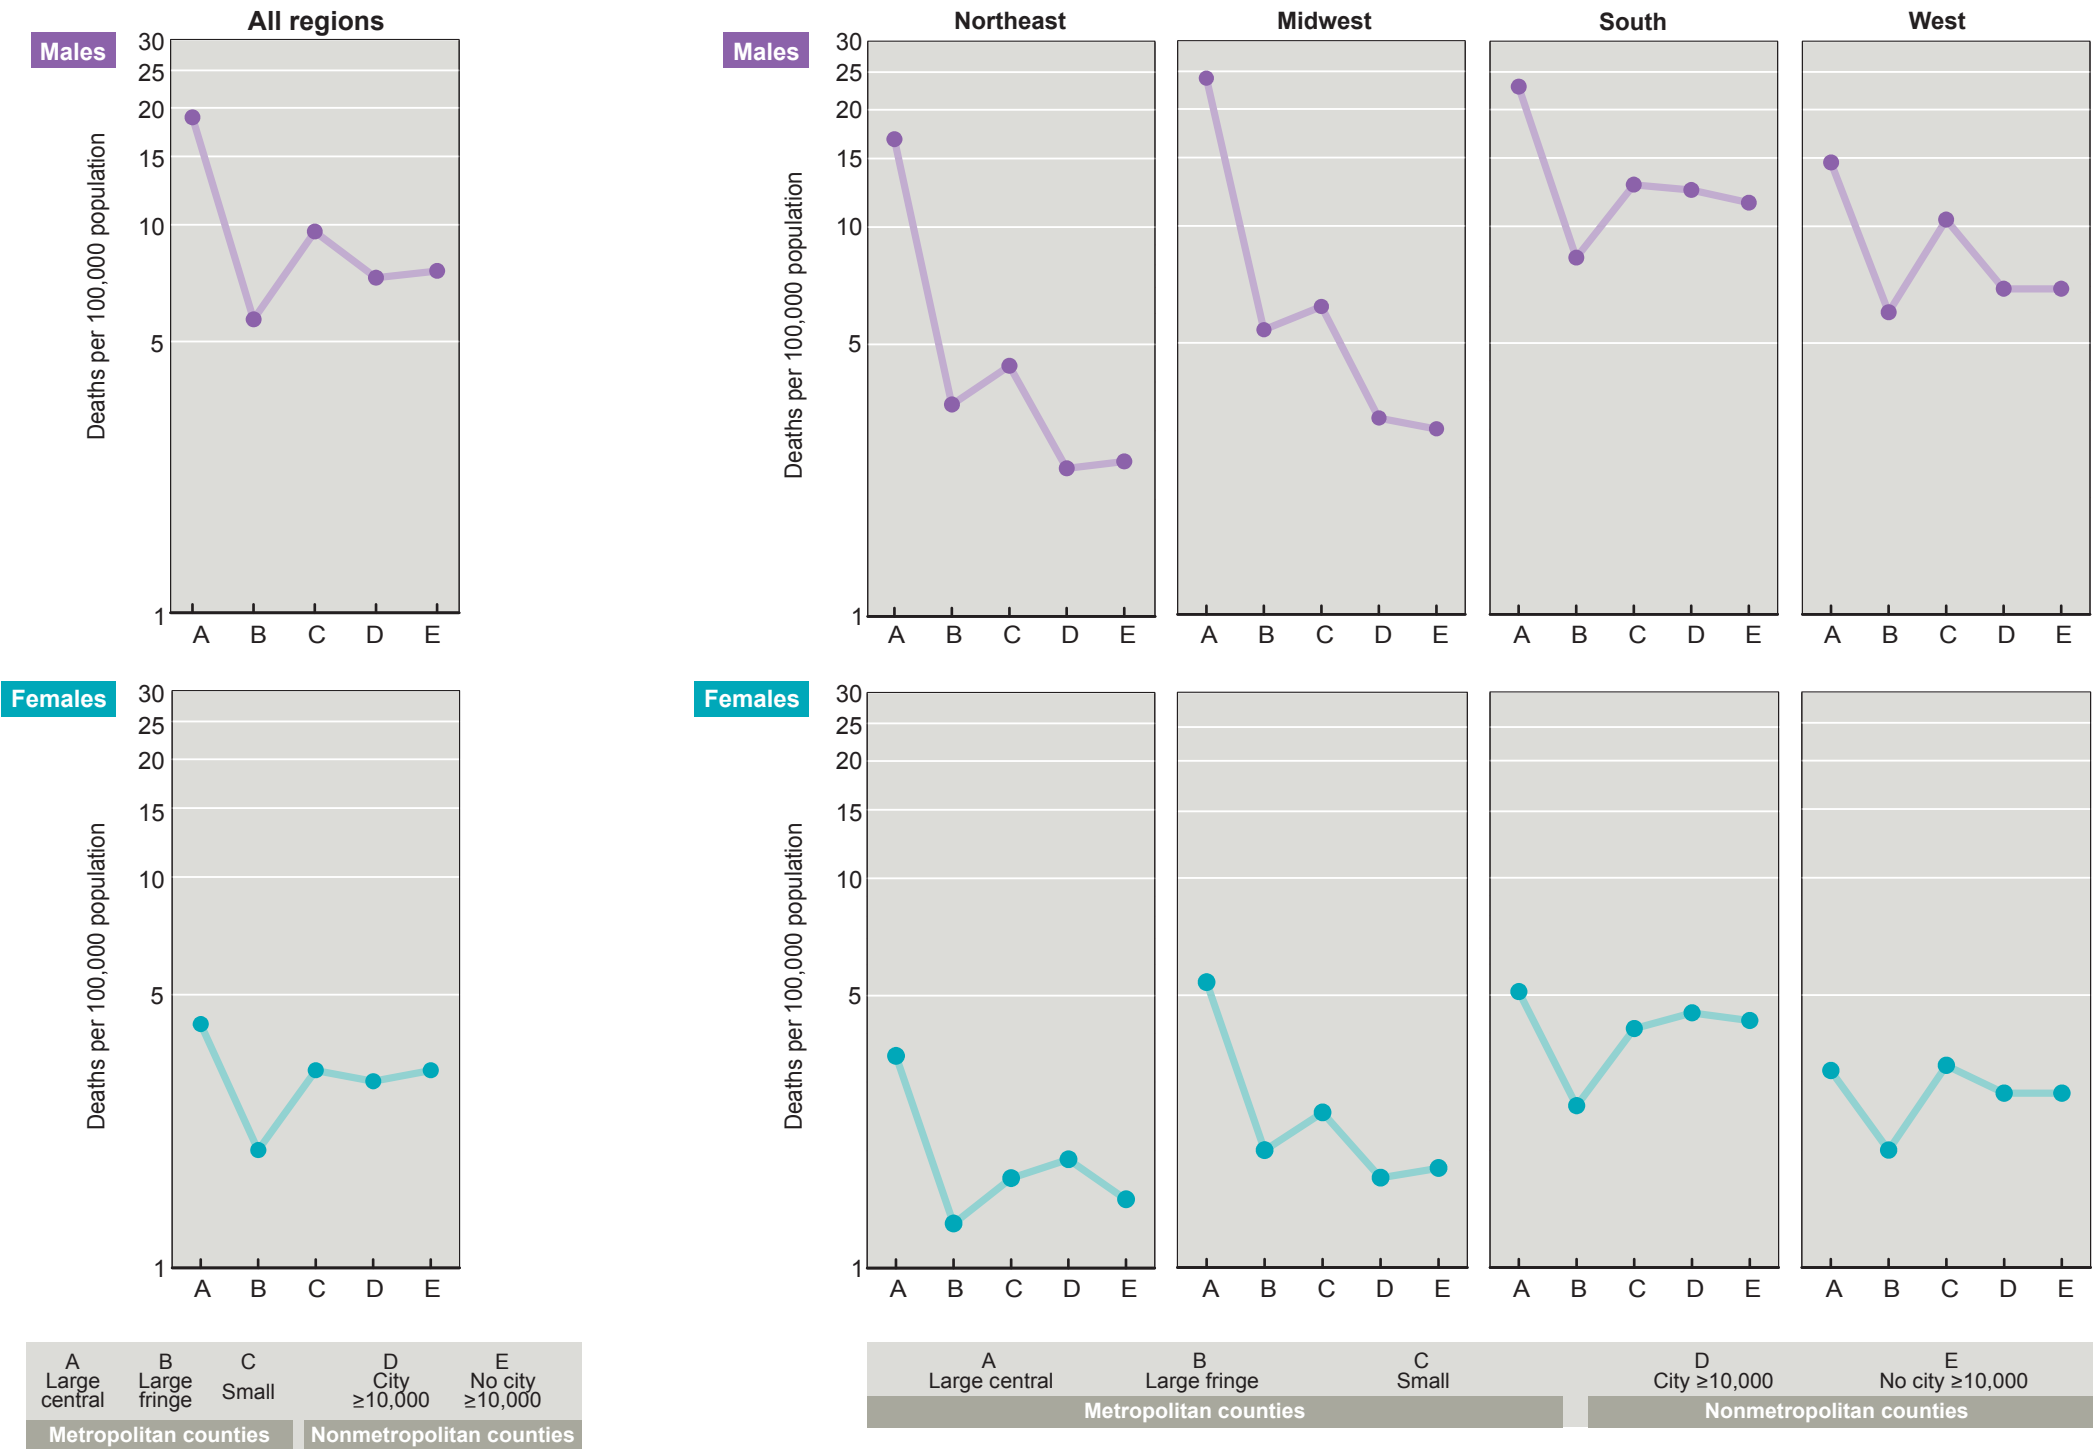 All regions
Males
30
25
20
15
10
5
1
Deaths per 100,000 population
A B C D E
Females
30
25
20
15
10
5
1
Deaths per 100,000 population
A B C D E
A B C D E
Large Large Small City No city
central fringe ≥10,000 ≥10,000
Metropolitan counties Nonmetropolitan counties
Northeast Midwest South West
Males
30
25
20
15
10
5
1
Deaths per 100,000 population
A B C D E A B C D E A B C D E A B C D E
Females
30
25
20
15
10
5
1
Deaths per 100,000 population
A B C D E A B C D E A B C D E A B C D E
A B C D E
Large central Large fringe Small City ≥10,000 No city ≥10,000
Metropolitan counties Nonmetropolitan counties